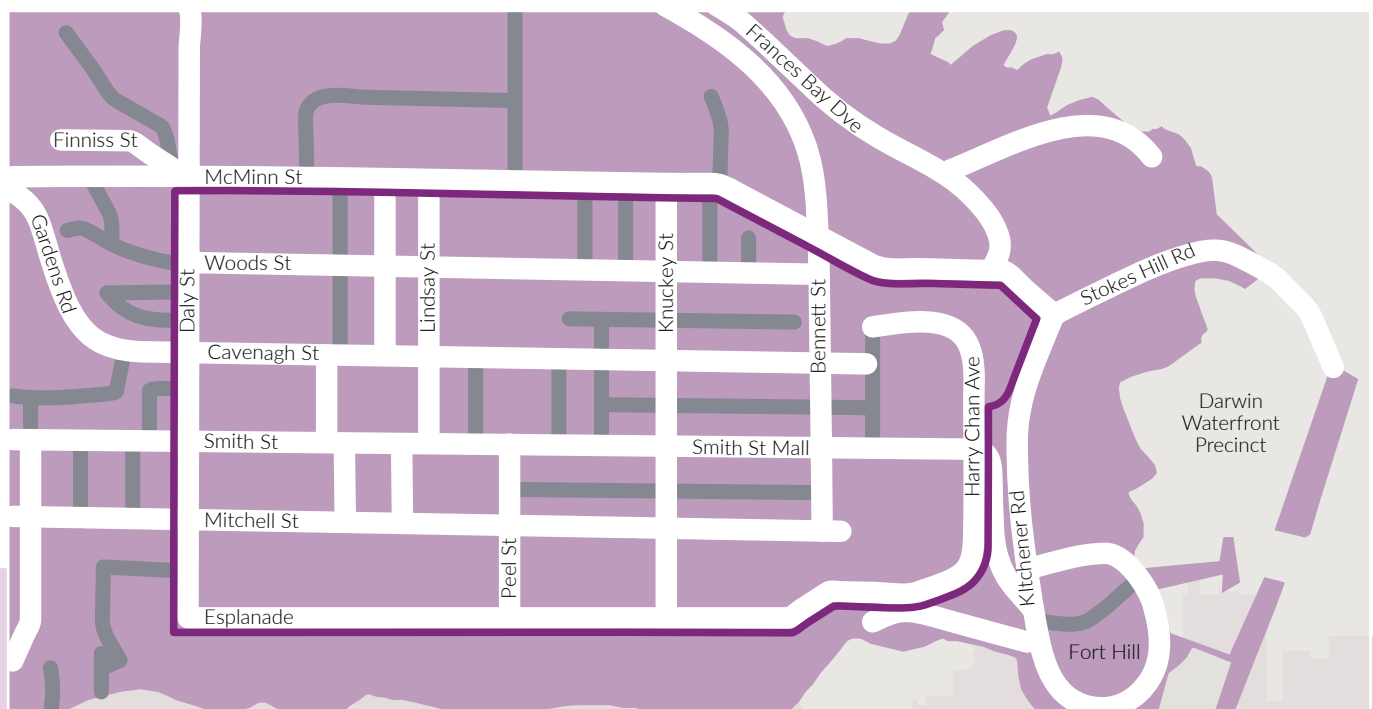 Frances Bay Dve
Finniss St
McMinn St
Gardens Rd
Woods St
Daly St
Lindsay St
Knuckey St
Bennett St
Stokes Hill Rd
Cavenagh St
Harry Chan Ave
Darwin
Waterfront
Precinct
Smith St
Smith St Mall
Mitchell St
Peel St
KItchener Rd
Esplanade
Fort Hill